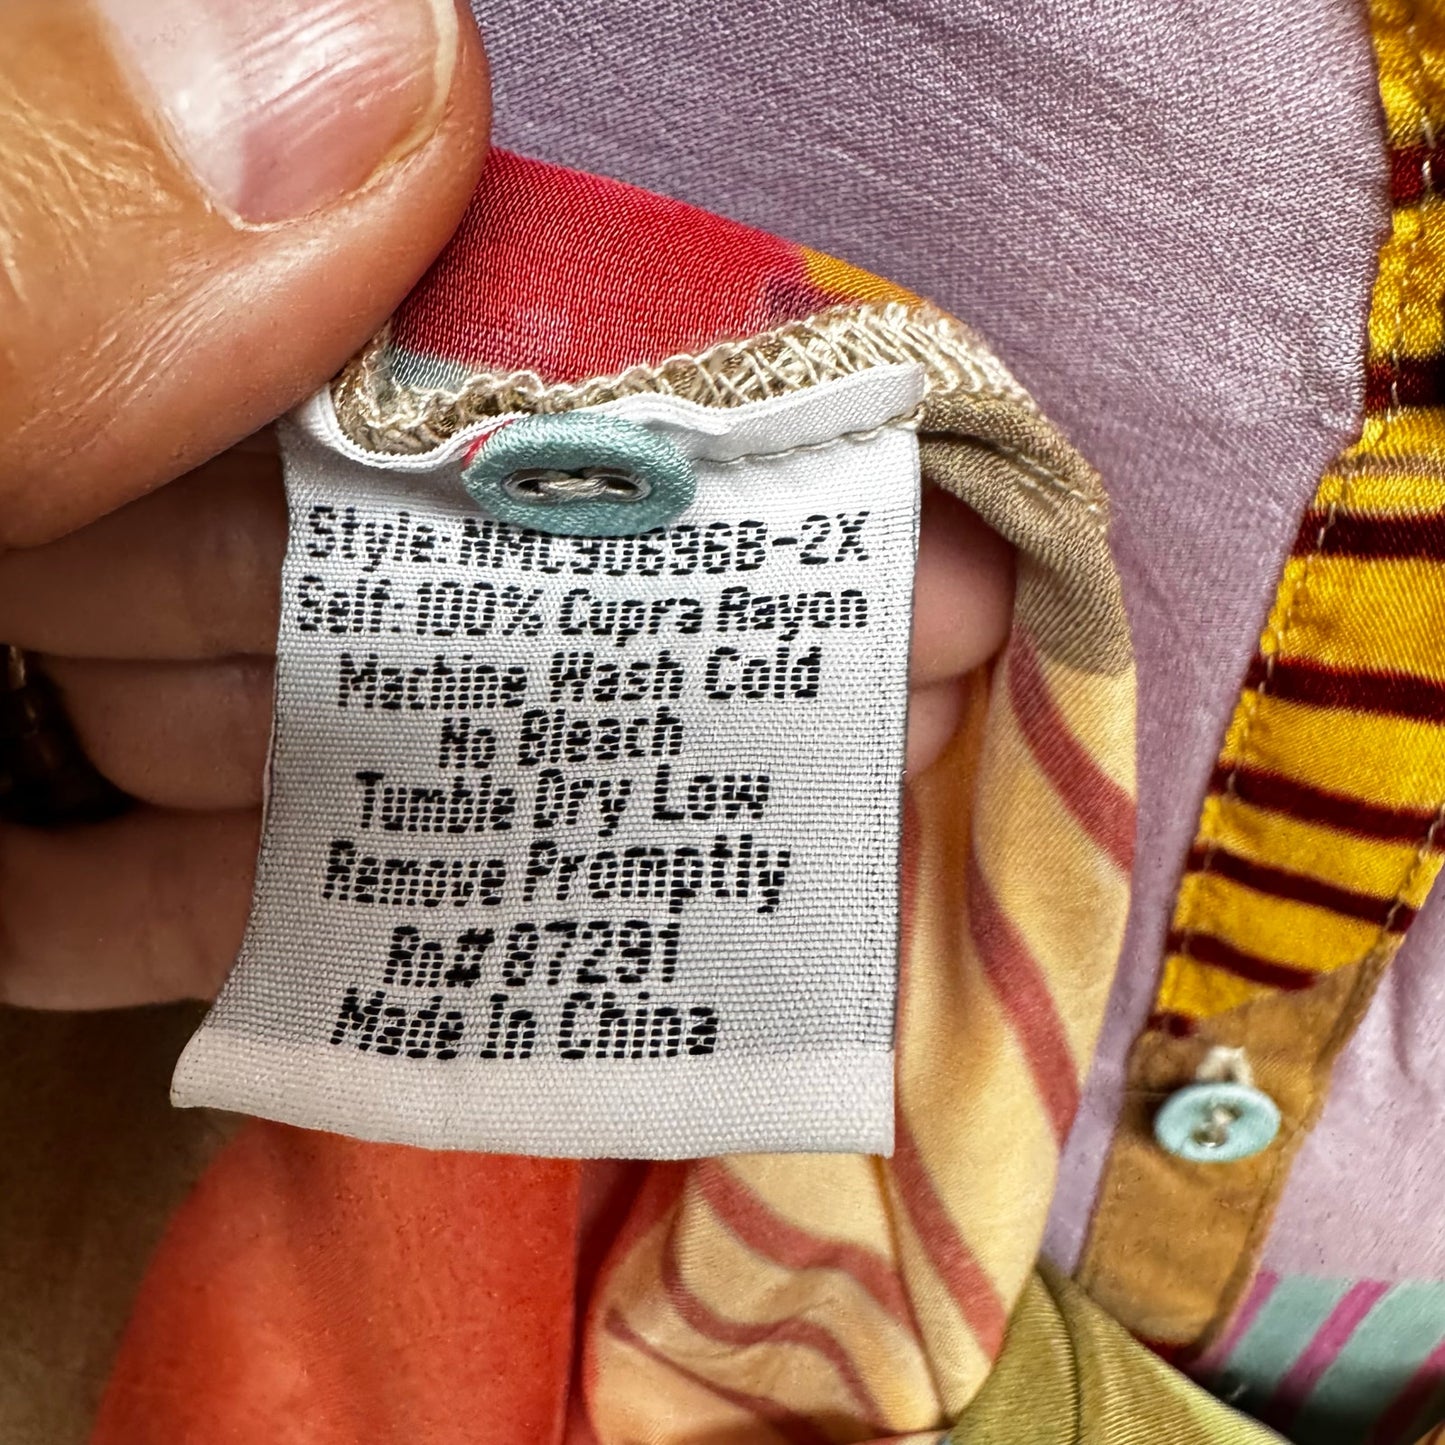 Style: NMC906968-2X
Self: 100% Cupra Rayon
Machine Wash Cold
No Bleach
Tumble Dry Low
Remove Promptly
Rn# 87291
Made In China